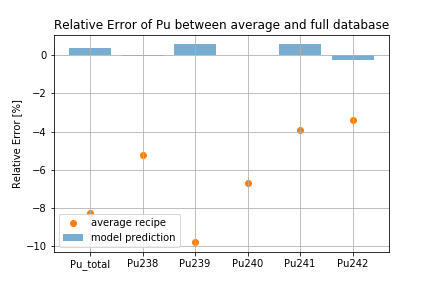 Relative Error of Pu between average and full database
Relative Error [%]
0
−2
−4
−6
−8
−10
average recipe
model prediction
Pu_total Pu238 Pu239 Pu240 Pu241 Pu242